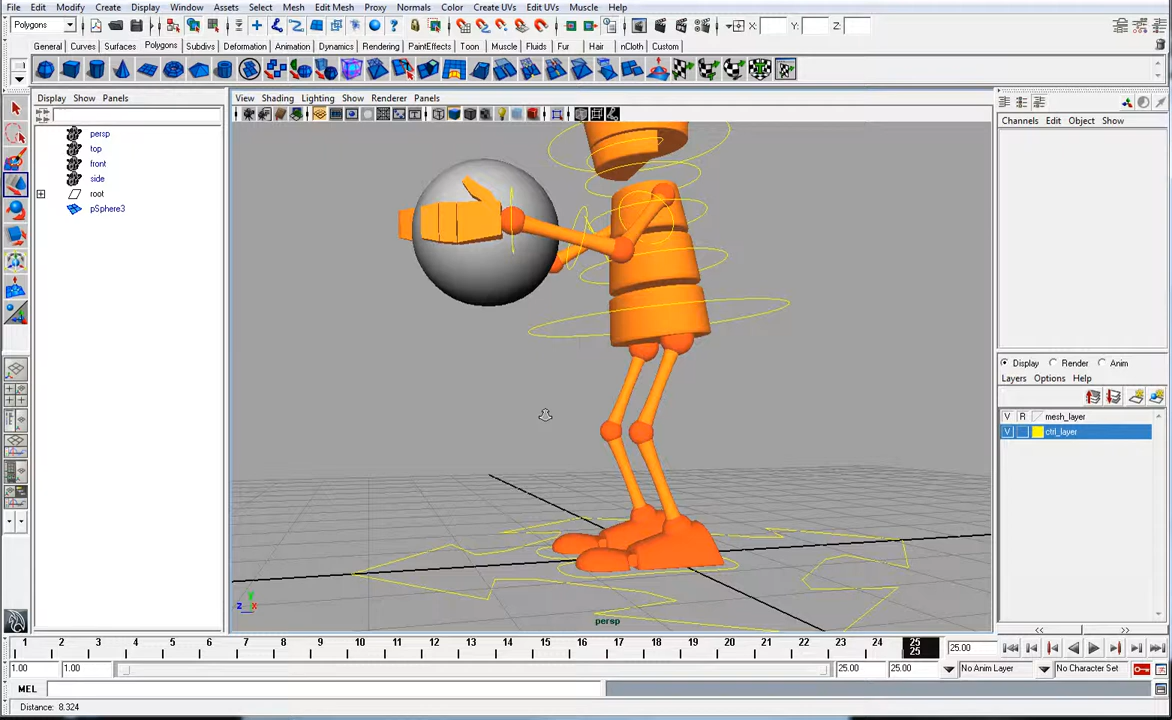 File Edit Modify Create Display Window Assets Select Mesh Edit Mesh Proxy Normals Color Create UVs Edit UVs Muscle Help
Polygons X: Y: Z:
General Curves Surfaces Polygons Subdivs Deformation Animation Dynamics Rendering PaintEffects Toon Muscle Fluids Fur Hair nCloth Custom
Display Show Panels
View Shading Lighting Show Renderer Panels
Channels Edit Object Show
persp
top
front
side
root
pSphere3
Display Render Anim
Layers Options Help
V R mesh_layer
V ctrl_layer
persp
1 2 3 4 5 6 7 8 9 10 11 12 13 14 15 16 17 18 19 20 21 22 23 24 25 25 25.00
1.00 1.00 25.00 25.00 No Anim Layer No Character Set
MEL
Distance: 8.324